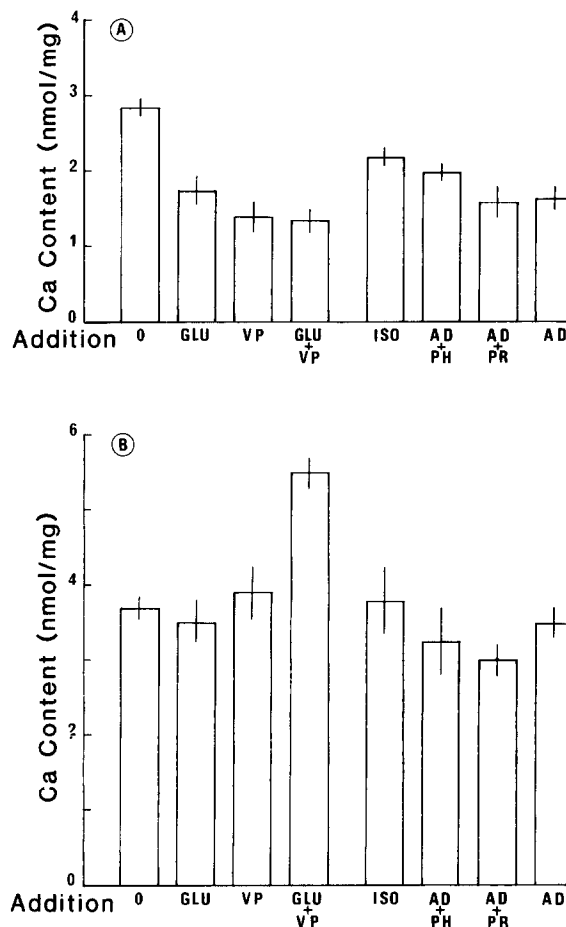 A
Ca Content (nmol/mg)
4
3
2
1
0
Addition O GLU VP GLU + VP ISO AD + PH AD + PR AD
B
Ca Content (nmol/mg)
6
4
2
0
Addition O GLU VP GLU + VP ISO AD + PH AD + PR AD